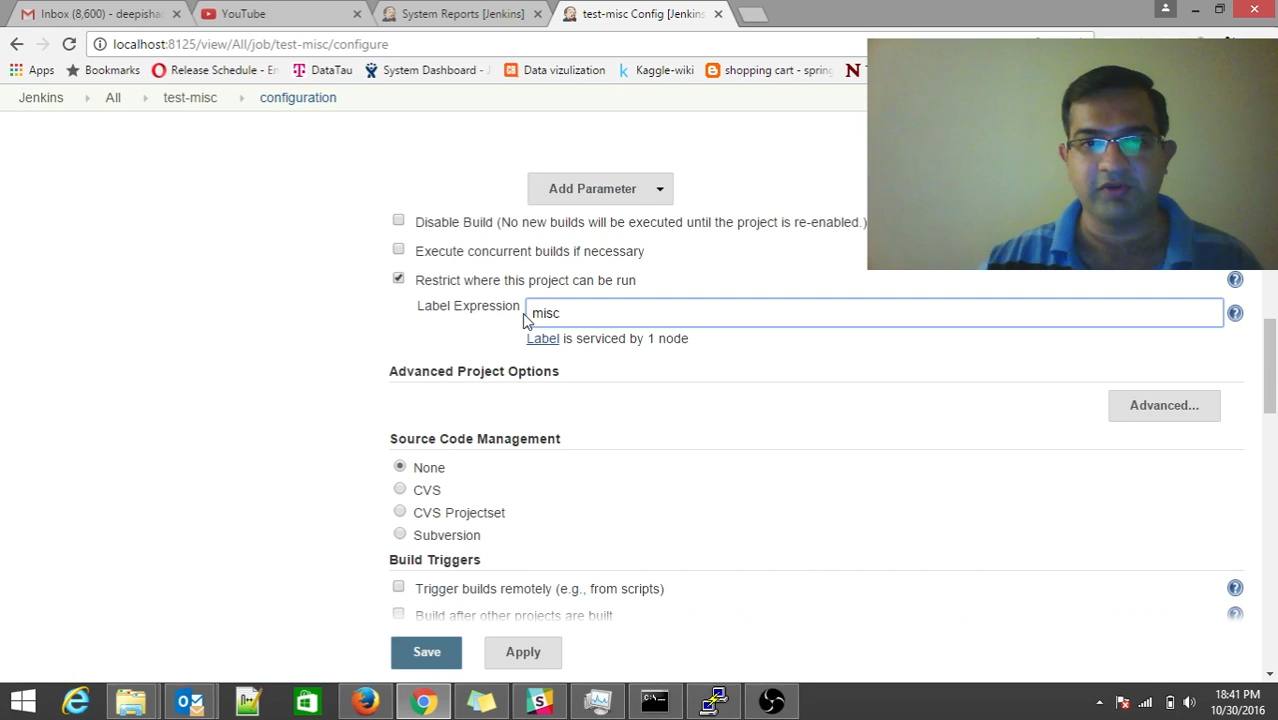 Inbox (8,600) - deepishad
YouTube
System Reports [Jenkins]
test-misc Config [Jenkins
localhost:8125/view/All/job/test-misc/configure
Apps
Bookmarks
Release Schedule - En
DataTau
System Dashboard - J
Data vizulization
Kaggle-wiki
shopping cart - spring
Jenkins
All
test-misc
configuration
Add Parameter
Disable Build (No new builds will be executed until the project is re-enabled.)
Execute concurrent builds if necessary
Restrict where this project can be run
Label Expression
misc
Label is serviced by 1 node
Advanced Project Options
Advanced...
Source Code Management
None
CVS
CVS Projectset
Subversion
Build Triggers
Trigger builds remotely (e.g., from scripts)
Build after other projects are built
Save
Apply
18:41 PM
10/30/2016